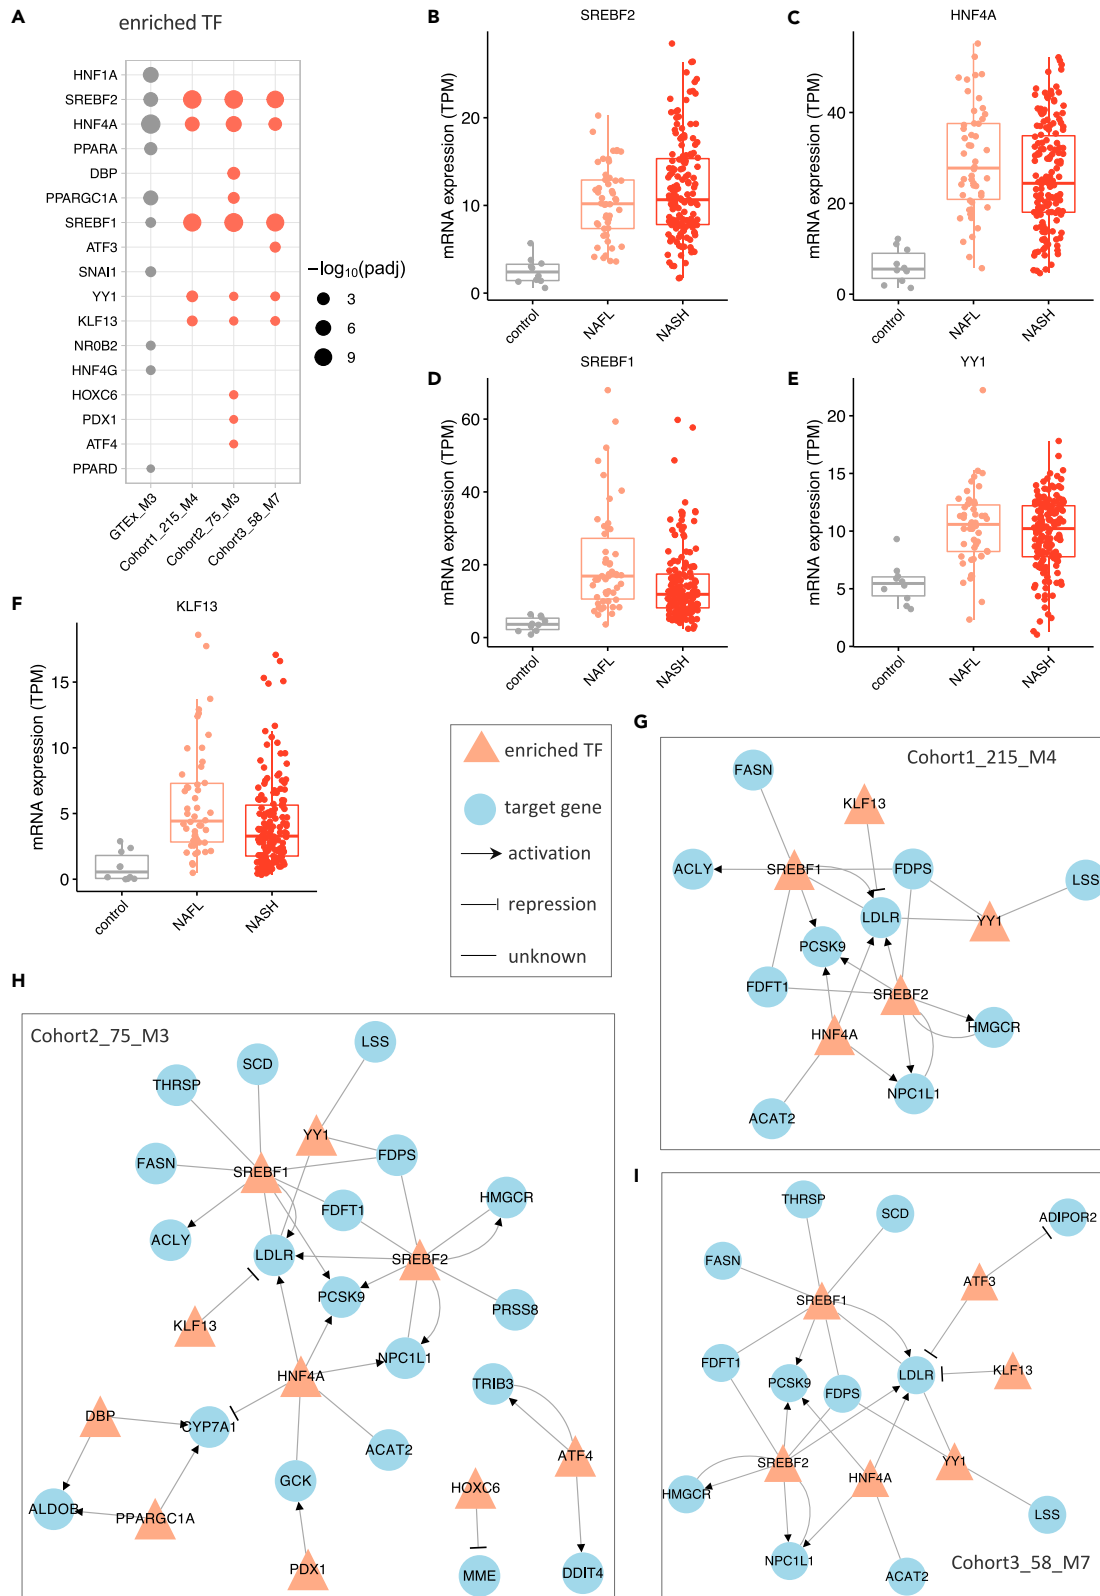 A
enriched TF
HNF1A
SREBF2
HNF4A
PPARA
DBP
PPARGC1A
SREBF1
ATF3
SNAI1
YY1
KLF13
NR0B2
HNF4G
HOXC6
PDX1
ATF4
PPARD
GTEx_M3
Cohort1_215_M4
Cohort2_75_M3
Cohort3_58_M7
−log10(padj)
3
6
9
B
SREBF2
mRNA expression (TPM)
20
10
0
control
NAFL
NASH
C
HNF4A
mRNA expression (TPM)
40
20
0
control
NAFL
NASH
D
SREBF1
mRNA expression (TPM)
60
40
20
0
control
NAFL
NASH
E
YY1
mRNA expression (TPM)
20
10
5
0
control
NAFL
NASH
F
KLF13
mRNA expression (TPM)
15
10
5
0
control
NAFL
NASH
enriched TF
target gene
activation
repression
unknown
G
Cohort1_215_M4
FASN
KLF13
ACLY
SREBF1
FDPS
LSS
LDLR
YY1
PCSK9
FDFT1
SREBF2
HMGCR
HNF4A
NPC1L1
ACAT2
H
Cohort2_75_M3
LSS
SCD
THRSP
YY1
FASN
SREBF1
FDPS
HMGCR
FDFT1
ACLY
LDLR
SREBF2
PCSK9
PRSS8
KLF13
NPC1L1
HNF4A
TRIB3
DBP
CYP7A1
ACAT2
ATF4
GCK
HOXC6
ALDOB
PPARGC1A
PDX1
MME
DDIT4
I
THRSP
SCD
ADIPOR2
FASN
ATF3
SREBF1
FDFT1
PCSK9
FDPS
LDLR
KLF13
SREBF2
HNF4A
YY1
HMGCR
LSS
NPC1L1
ACAT2
Cohort3_58_M7